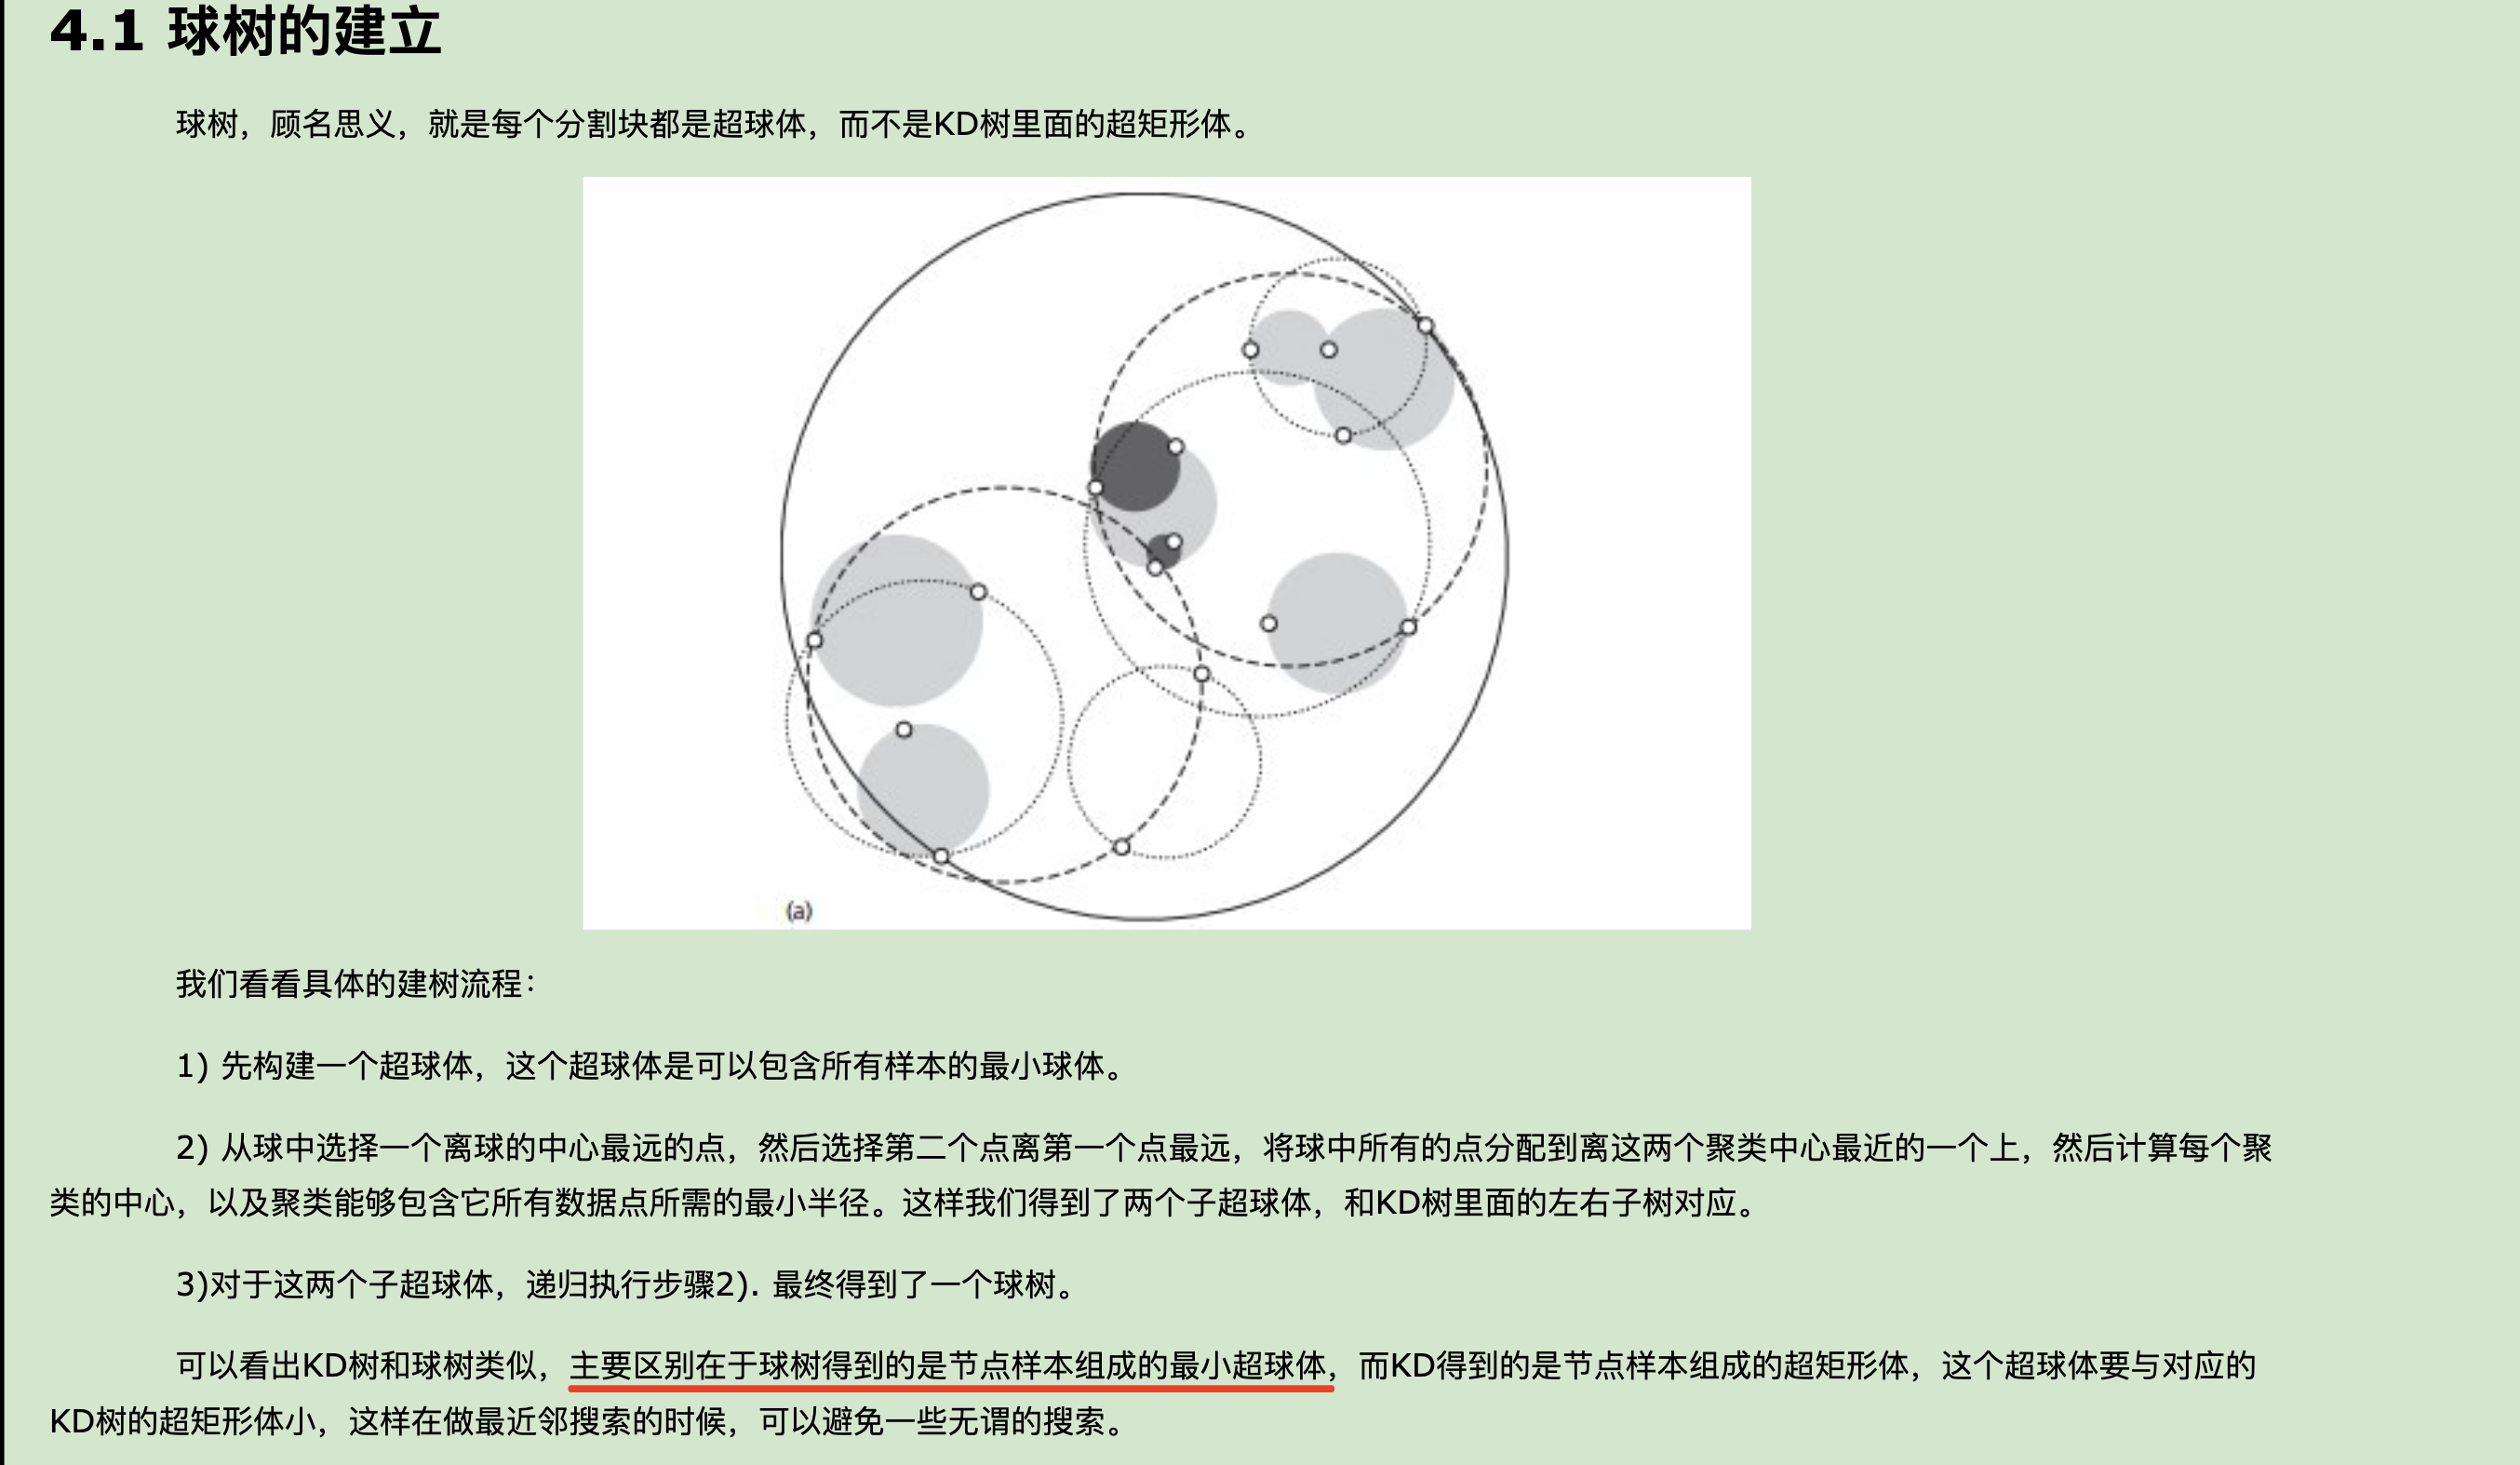 4.1 球树的建立
球树，顾名思义，就是每个分割块都是超球体，而不是KD树里面的超矩形体。
(a)
我们看看具体的建树流程：
1) 先构建一个超球体，这个超球体是可以包含所有样本的最小球体。
2) 从球中选择一个离球的中心最远的点，然后选择第二个点离第一个点最远，将球中所有的点分配到离这两个聚类中心最近的一个上，然后计算每个聚
类的中心，以及聚类能够包含它所有数据点所需的最小半径。这样我们得到了两个子超球体，和KD树里面的左右子树对应。
3)对于这两个子超球体，递归执行步骤2). 最终得到了一个球树。
可以看出KD树和球树类似，主要区别在于球树得到的是节点样本组成的最小超球体，而KD得到的是节点样本组成的超矩形体，这个超球体要与对应的
KD树的超矩形体小，这样在做最近邻搜索的时候，可以避免一些无谓的搜索。